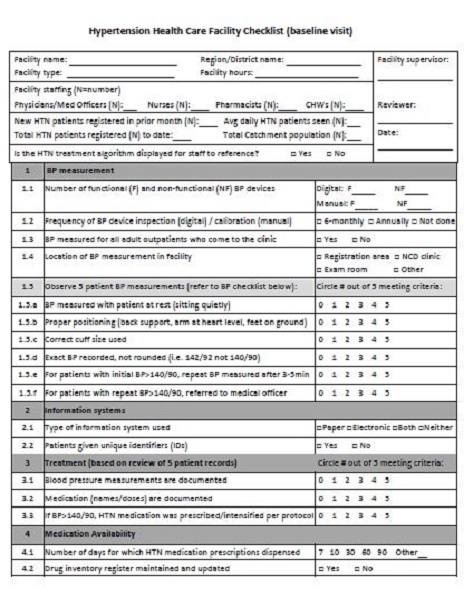 Hypertension Health Care Facility Checklist (baseline visit)
Facility name: Region/District name: Facility supervisor:
Facility type: Facility hours:
Facility staffing (N=number)
Physicians/Med Officers (N): Nurses (N): Pharmacists (N): CHW's (N): Reviewer:
New HTN patients registered in prior month (N): Avg daily HTN patients seen (N):
Total HTN patients registered (N) to date: Total Catchment population (N): Date:
Is the HTN treatment algorithm displayed for staff to reference? □ Yes □ No
1 BP measurement
1.1 Number of functional (F) and non-functional (NF) BP devices Digital: F____ NF____
Manual: F____ NF____
1.2 Frequency of BP device inspection (digital) / calibration (manual) □ 6-monthly □ Annually □ Not done
1.3 BP measured for all adult outpatients who come to the clinic □ Yes □ No
1.4 Location of BP measurement in facility □ Registration area □ NCD clinic
□ Exam room □ Other
1.5 Observe 5 patient BP measurements (refer to BP checklist below): Circle # out of 5 meeting criteria:
1.5.a BP measured with patient at rest (sitting quietly) 0 1 2 3 4 5
1.5.b Proper positioning (back support, arm at heart level, feet on ground) 0 1 2 3 4 5
1.5.c Correct cuff size used 0 1 2 3 4 5
1.5.d Exact BP recorded, not rounded (i.e. 142/92 not 140/90) 0 1 2 3 4 5
1.5.e For patients with initial BP>140/90, repeat BP measured after 3-5min 0 1 2 3 4 5
1.5.f For patients with repeat BP>140/90, referred to medical officer 0 1 2 3 4 5
2 Information systems
2.1 Type of information system used □Paper □Electronic □Both □Neither
2.2 Patients given unique identifiers (IDs) □ Yes □ No
3 Treatment (based on review of 5 patient records) Circle # out of 5 meeting criteria:
3.1 Blood pressure measurements are documented 0 1 2 3 4 5
3.2 Medication (names/doses) are documented 0 1 2 3 4 5
3.3 If BP>140/90, HTN medication was prescribed/intensified per protocol 0 1 2 3 4 5
4 Medication Availability
4.1 Number of days for which HTN medication prescriptions dispensed 7 10 30 60 90 Other__
4.2 Drug inventory register maintained and updated □ Yes □ No